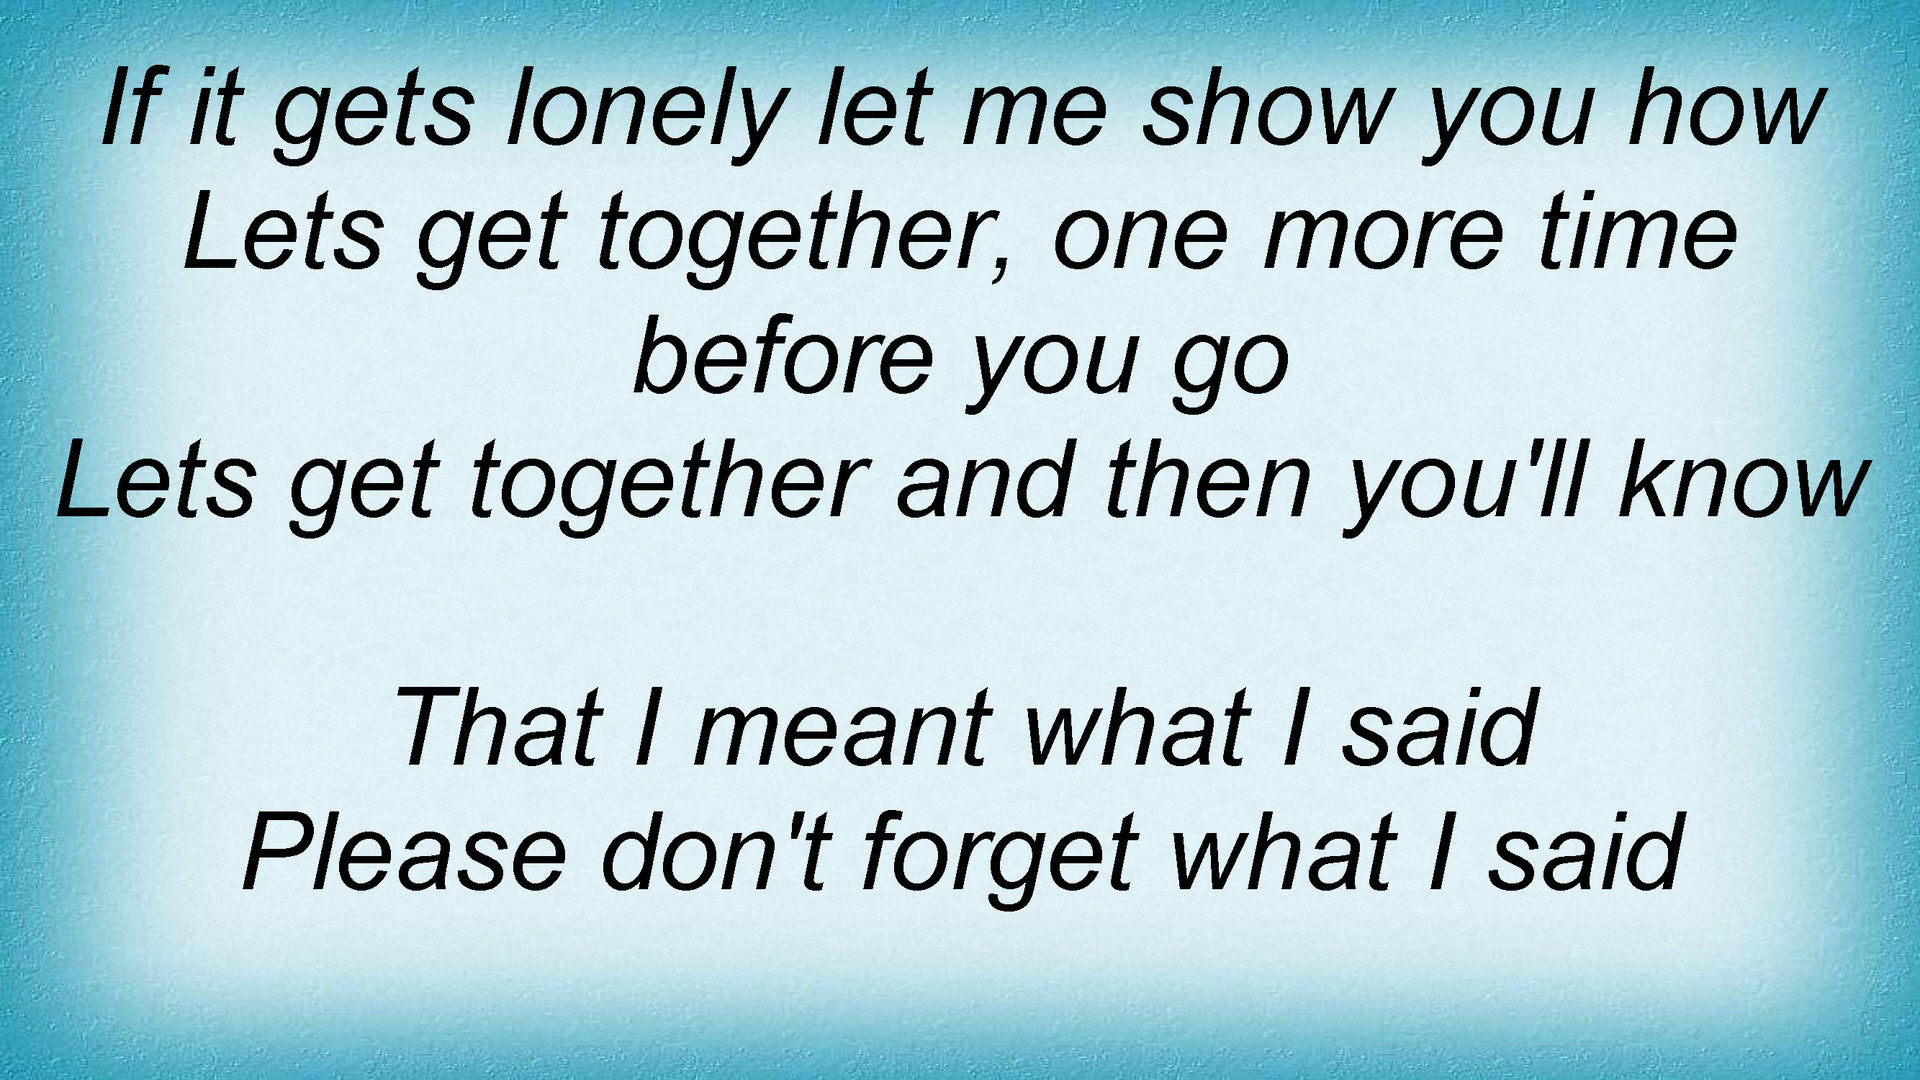 If it gets lonely let me show you how
Lets get together, one more time
before you go
Lets get together and then you'll know
That I meant what I said
Please don't forget what I said